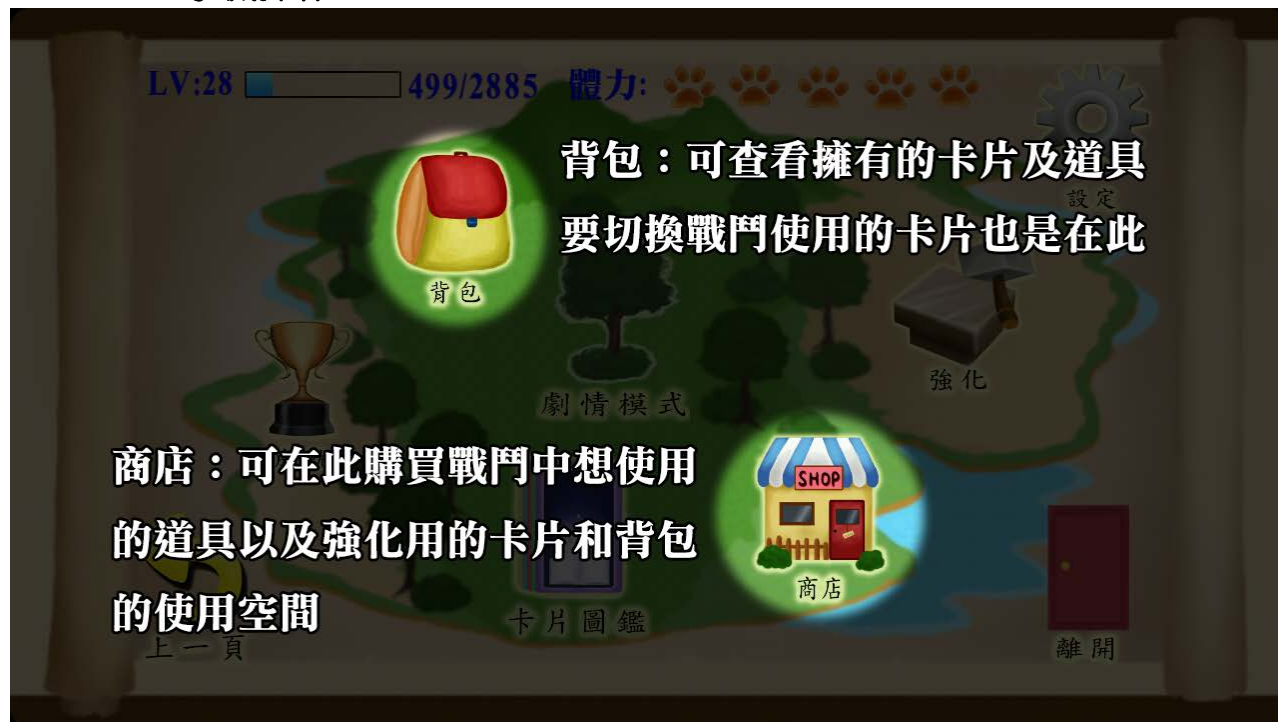 LV:28 499/2885 體力:
背包：可查看擁有的卡片及道具
設定
要切換戰鬥使用的卡片也是在此
背包
強化
劇情模式
商店：可在此購買戰鬥中想使用
SHOP
的道具以及強化用的卡片和背包
商店
的使用空間
卡片圖鑑
上一頁
離開